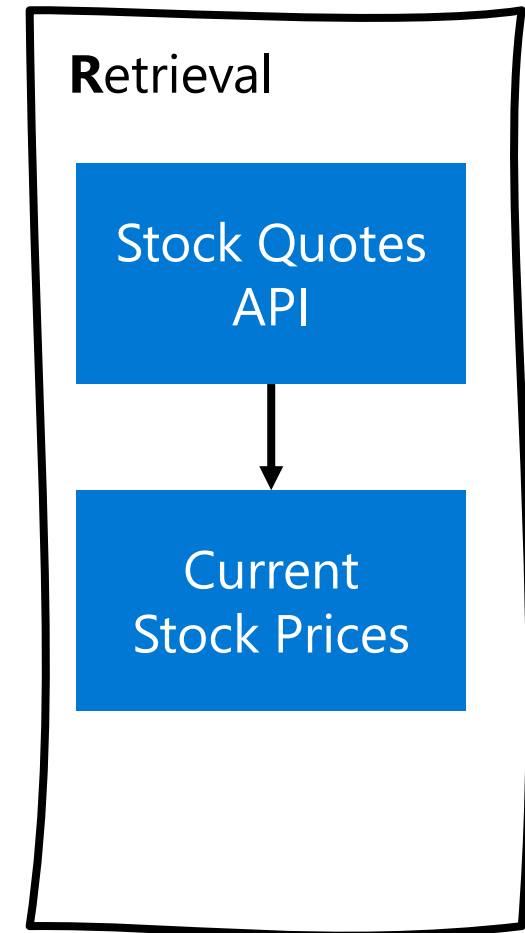 Retrieval
Stock Quotes
API
Current
Stock Prices